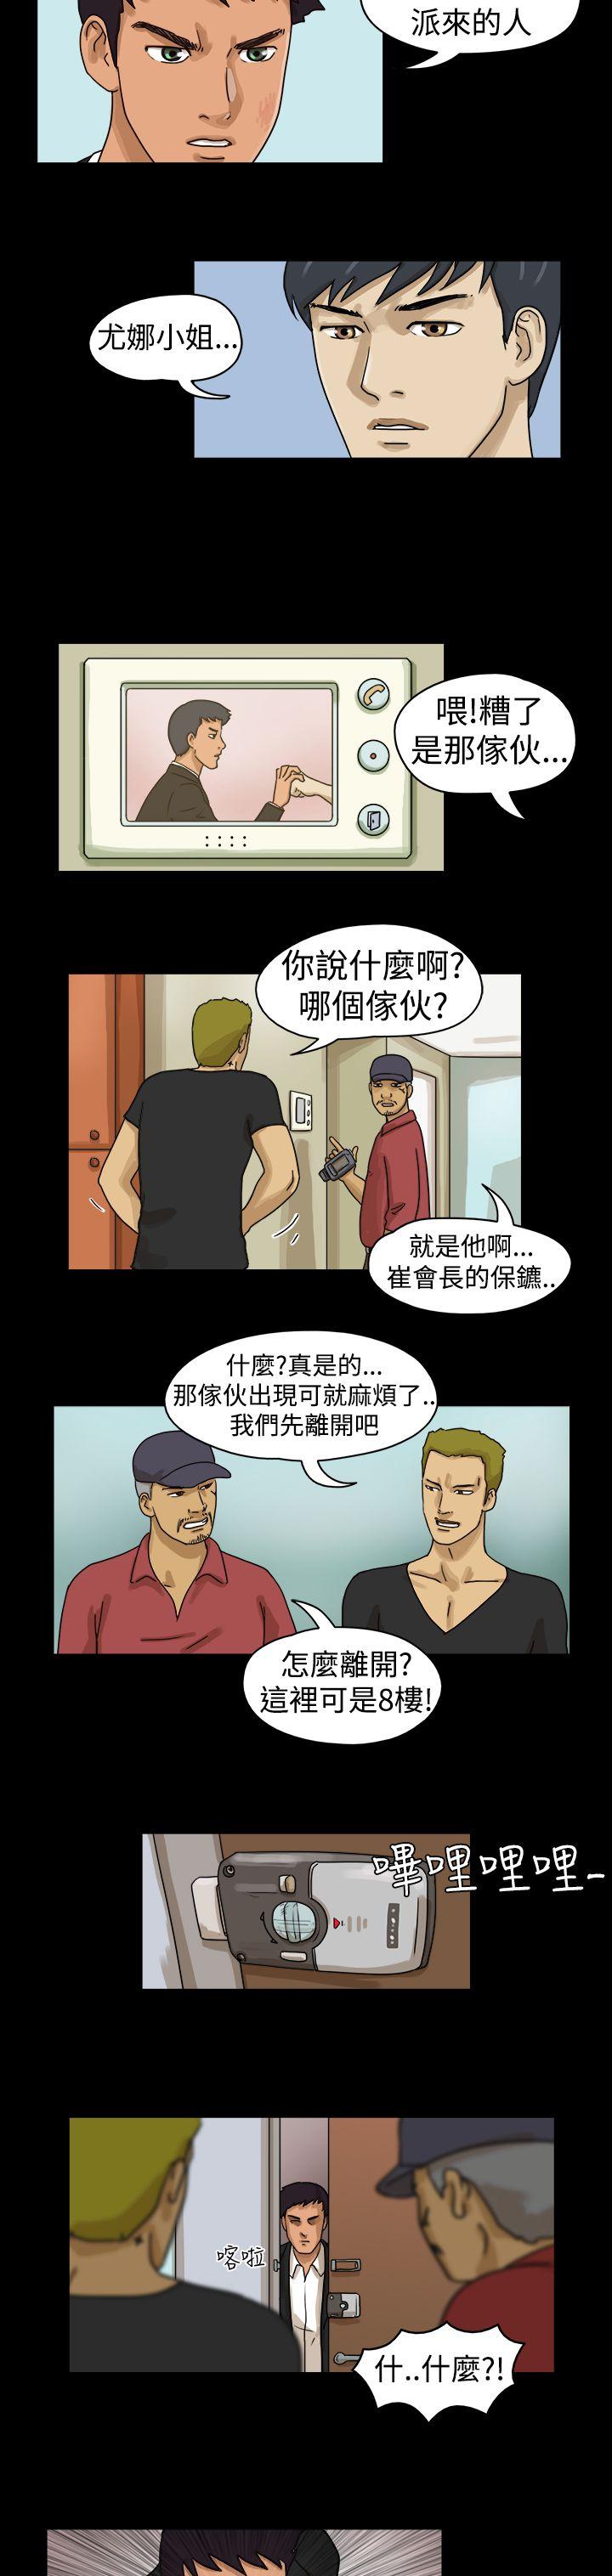 派來的人
尤娜小姐...
喂!糟了
是那傢伙...
你說什麼啊?
哪個傢伙?
就是他啊...
崔會長的保鑣..
什麼?真是的...
那傢伙出現可就麻煩了..
我們先離開吧
怎麼離開?
這裡可是8樓!
嗶哩哩哩-
喀啦
什..什麼?!